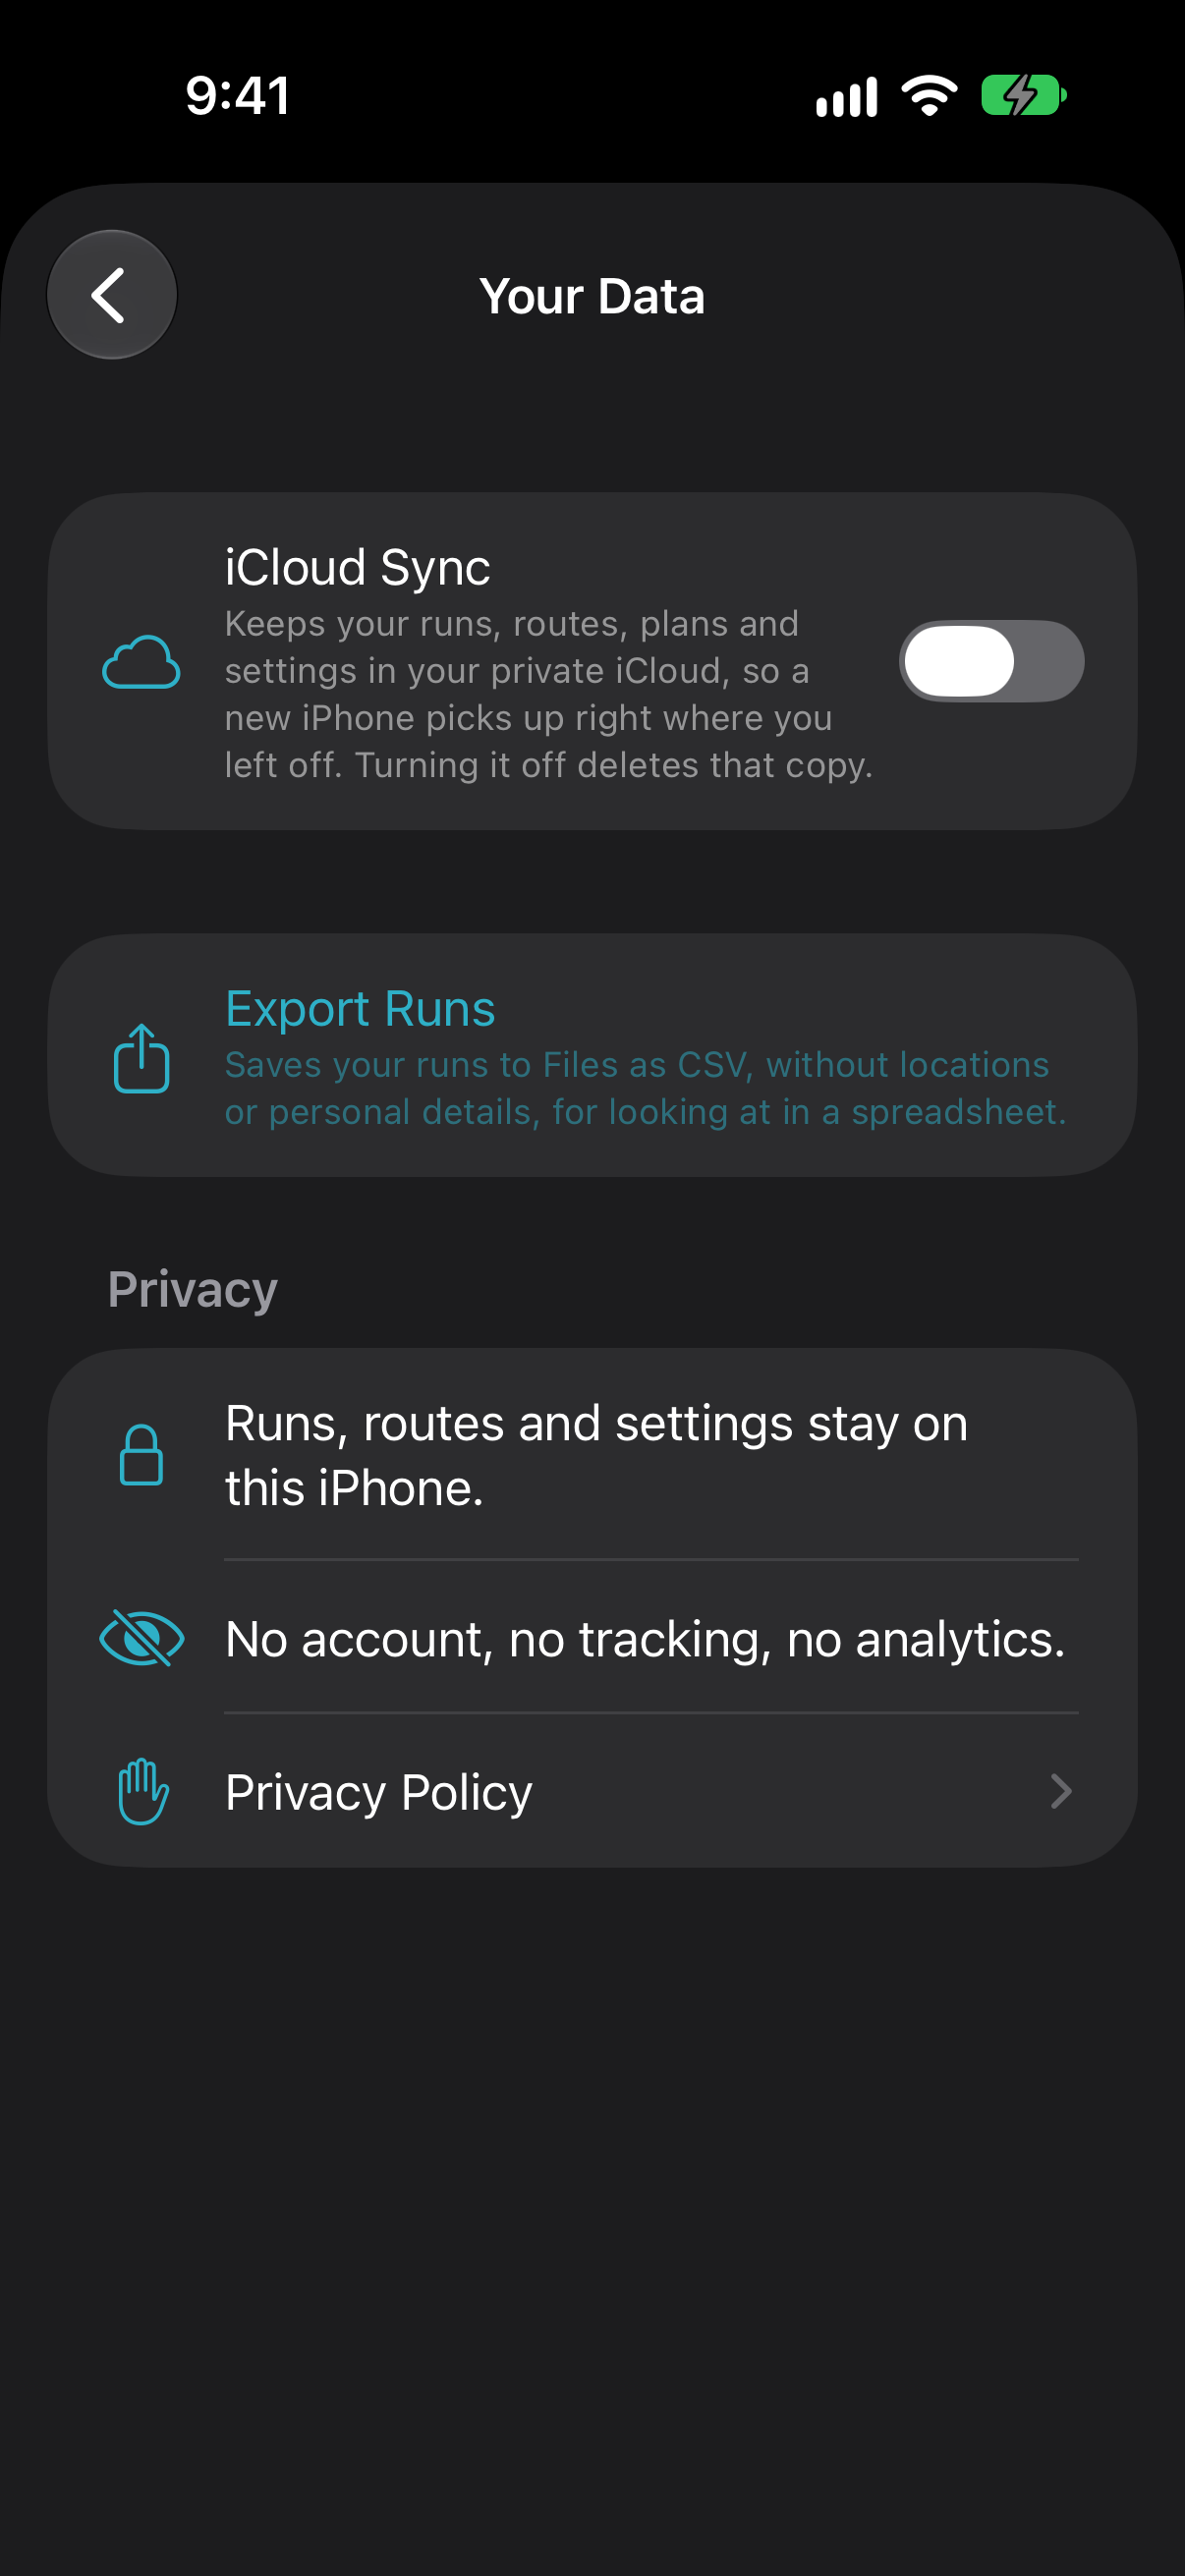 9:41
Your Data
iCloud Sync
Keeps your runs, routes, plans and
settings in your private iCloud, so a
new iPhone picks up right where you
left off. Turning it off deletes that copy.
Export Runs
Saves your runs to Files as CSV, without locations
or personal details, for looking at in a spreadsheet.
Privacy
Runs, routes and settings stay on
this iPhone.
No account, no tracking, no analytics.
Privacy Policy